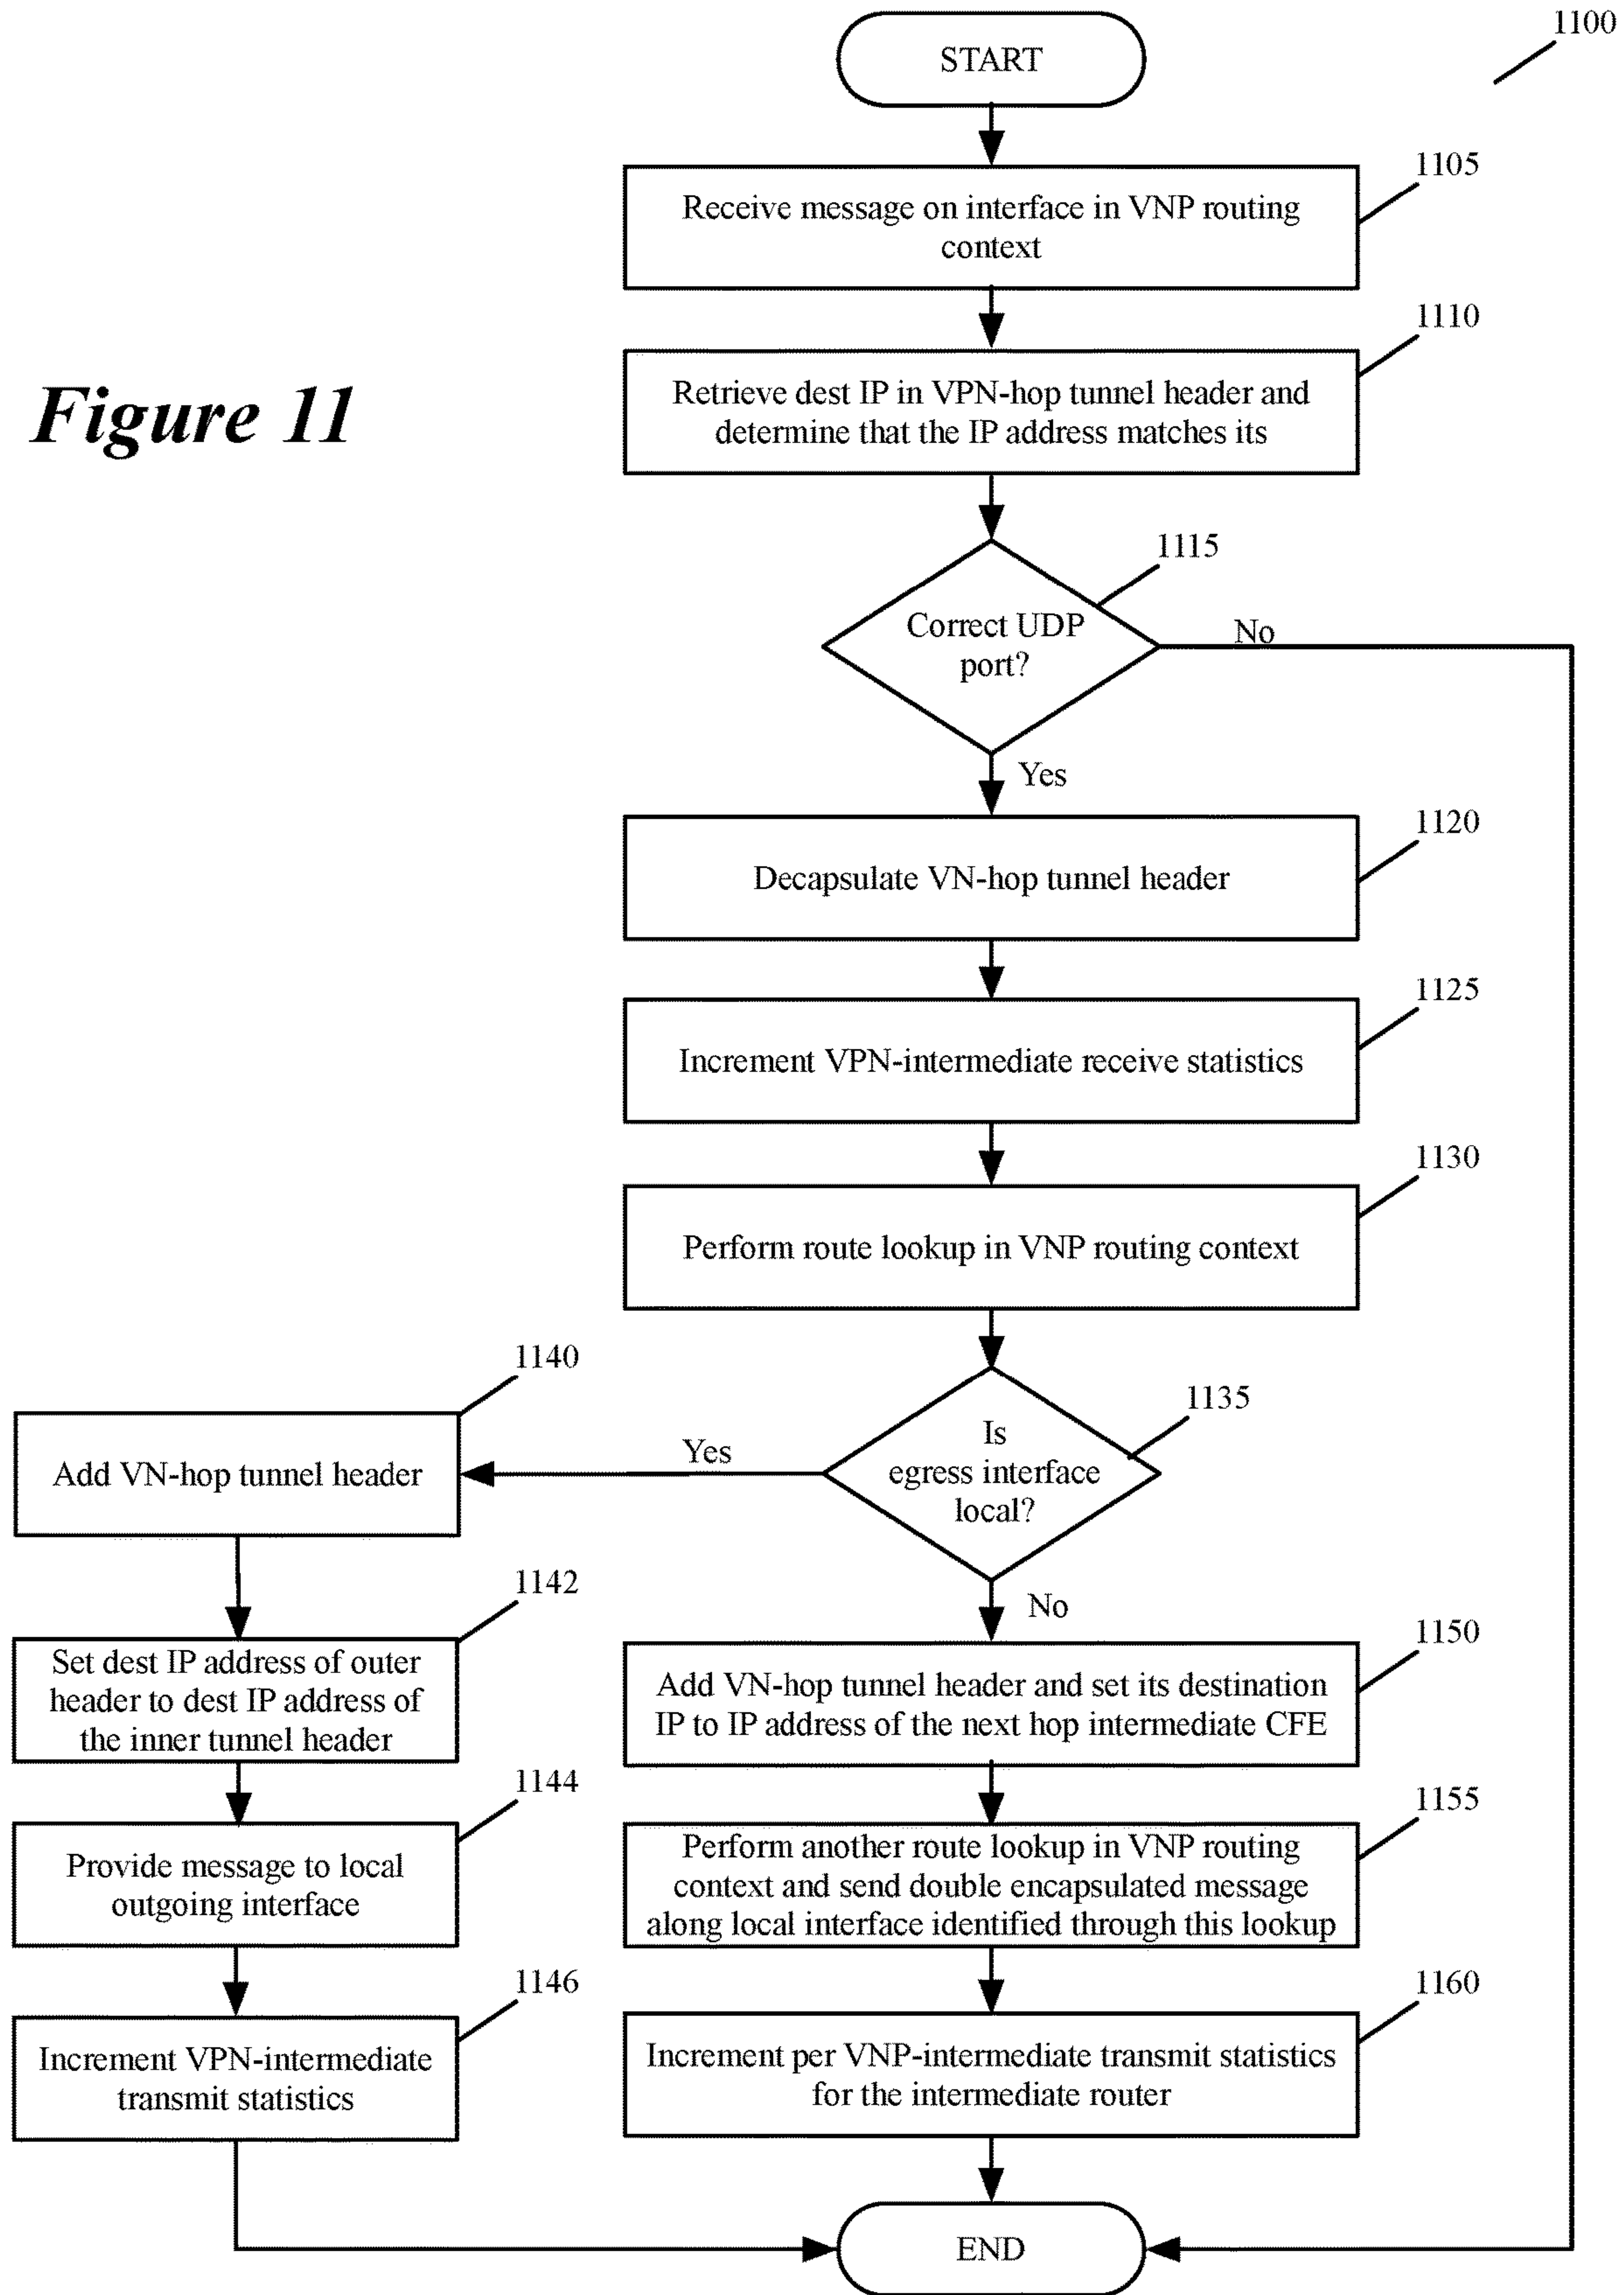 1100
START
1105
Receive message on interface in VNP routing
context
1110
Retrieve dest IP in VPN-hop tunnel header and
determine that the IP address matches its
Figure 11
1115
Correct UDP
port?
No
Yes
1120
Decapsulate VN-hop tunnel header
1125
Increment VPN-intermediate receive statistics
1130
Perform route lookup in VNP routing context
1135
Is
egress interface
local?
Yes
No
1140
Add VN-hop tunnel header
1142
Set dest IP address of outer
header to dest IP address of
the inner tunnel header
1144
Provide message to local
outgoing interface
1146
Increment VPN-intermediate
transmit statistics
1150
Add VN-hop tunnel header and set its destination
IP to IP address of the next hop intermediate CFE
1155
Perform another route lookup in VNP routing
context and send double encapsulated message
along local interface identified through this lookup
1160
Increment per VNP-intermediate transmit statistics
for the intermediate router
END